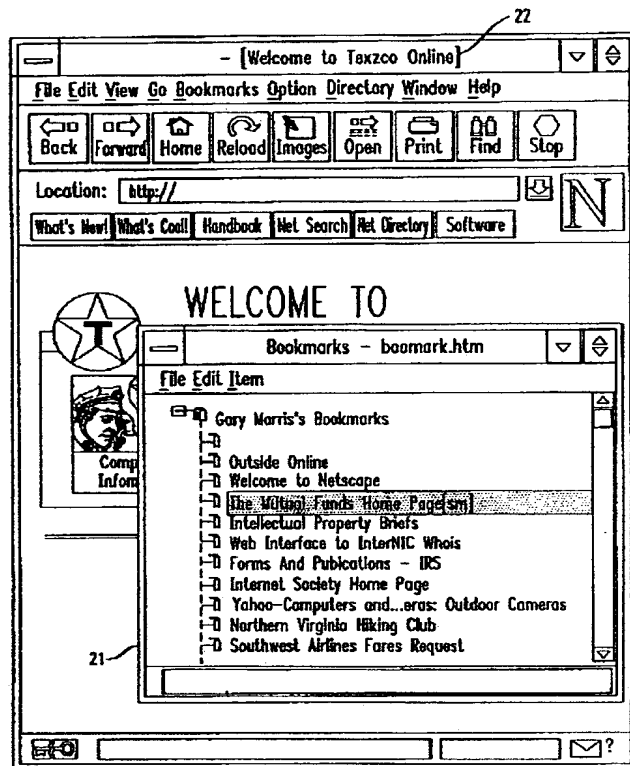 22
- [Welcome to Texzco Online]
File Edit View Go Bookmarks Option Directory Window Help
Back Forward Home Reload Images Open Print Find Stop
Location: http://
N
What's New! What's Cool! Handbook Net Search Net Directory Software
WELCOME TO
T
Bookmarks - boomark.htm
File Edit Item
Gary Morris's Bookmarks
Outside Online
Welcome to Netscape
The Funds Home Page[sm]
Intellectual Property Briefs
Web Interface to InterNIC Whois
Forms And Pubications - IRS
Internet Society Home Page
Yahoo-Computers and...eras: Outdoor Cameras
Northern Virginia Hiking Club
Southwest Airlines Fares Request
Comp
Infom
21
?